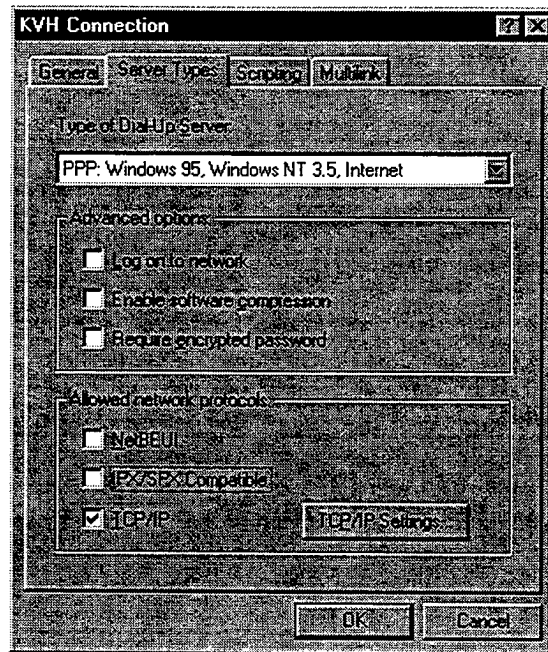 KVH Connection
General Server Types Scripting Multilink
Type of Dial-Up Server:
PPP: Windows 95, Windows NT 3.5, Internet
Advanced options:
Log on to network
Enable software compression
Require encrypted password
Allowed network protocols:
NetBEUI
IPX/SPX Compatible
TCP/IP TCP/IP Settings...
OK Cancel